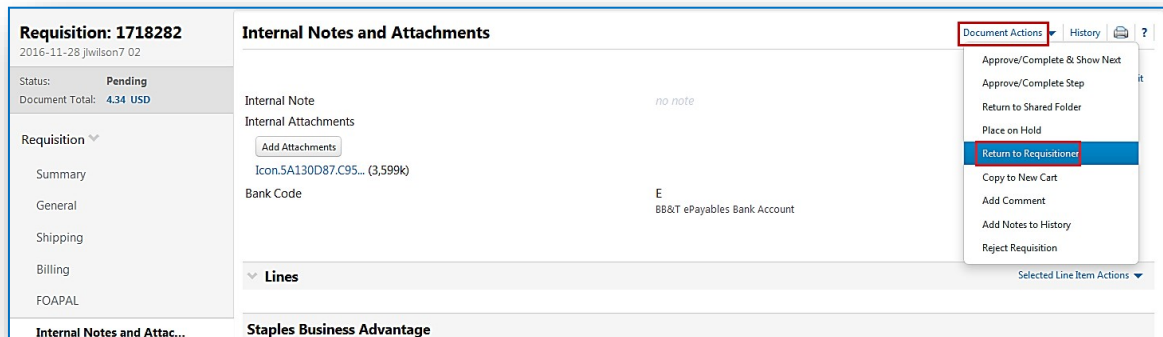 Requisition: 1718282
2016-11-28 jlwilson7 02
Status: Pending
Document Total: 4.34 USD
Requisition
Summary
General
Shipping
Billing
FOAPAL
Internal Notes and Attac...
Internal Notes and Attachments
Document Actions History ?
Internal Note no note
Internal Attachments
Add Attachments
Icon.5A130D87.C95... (3,599k)
Bank Code E
BB&T ePayables Bank Account
Approve/Complete & Show Next
Approve/Complete Step
Return to Shared Folder
Place on Hold
Return to Requisitioner
Copy to New Cart
Add Comment
Add Notes to History
Reject Requisition
Lines Selected Line Item Actions
Staples Business Advantage